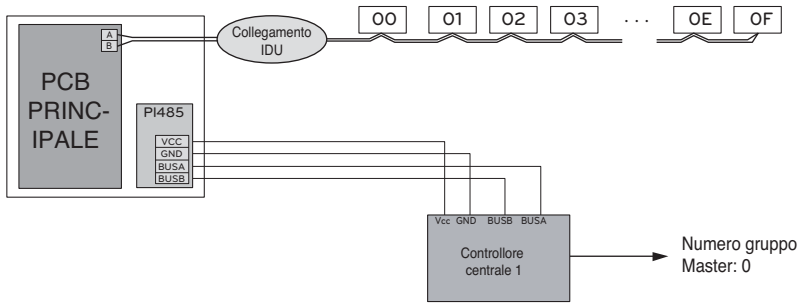 00 01 02 03 ... 0E 0F
A
B
Collegamento
IDU
PCB
PRINC-
IPALE
PI485
VCC
GND
BUSA
BUSB
Vcc GND BUSB BUSA
Controllore
centrale 1
Numero gruppo
Master: 0